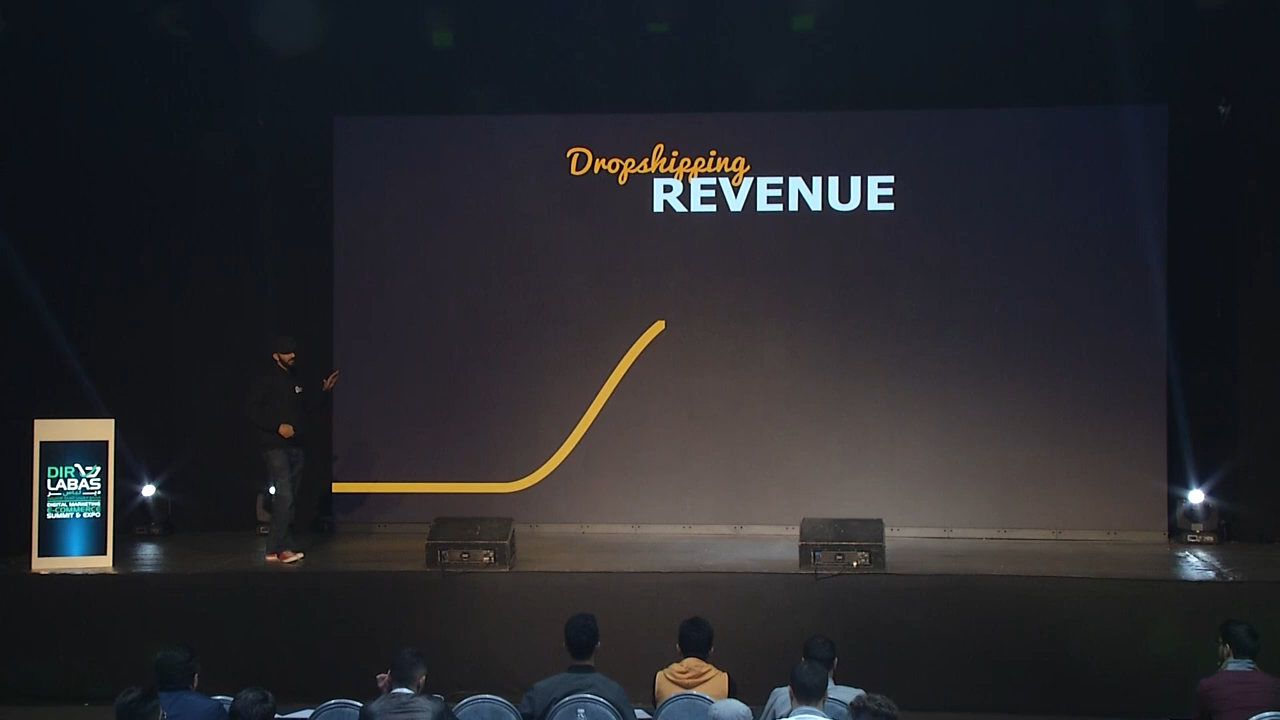 Dropshipping
REVENUE
DIR
LABAS
DIGITAL MARKETING
E-COMMERCE
SUMMIT & EXPO